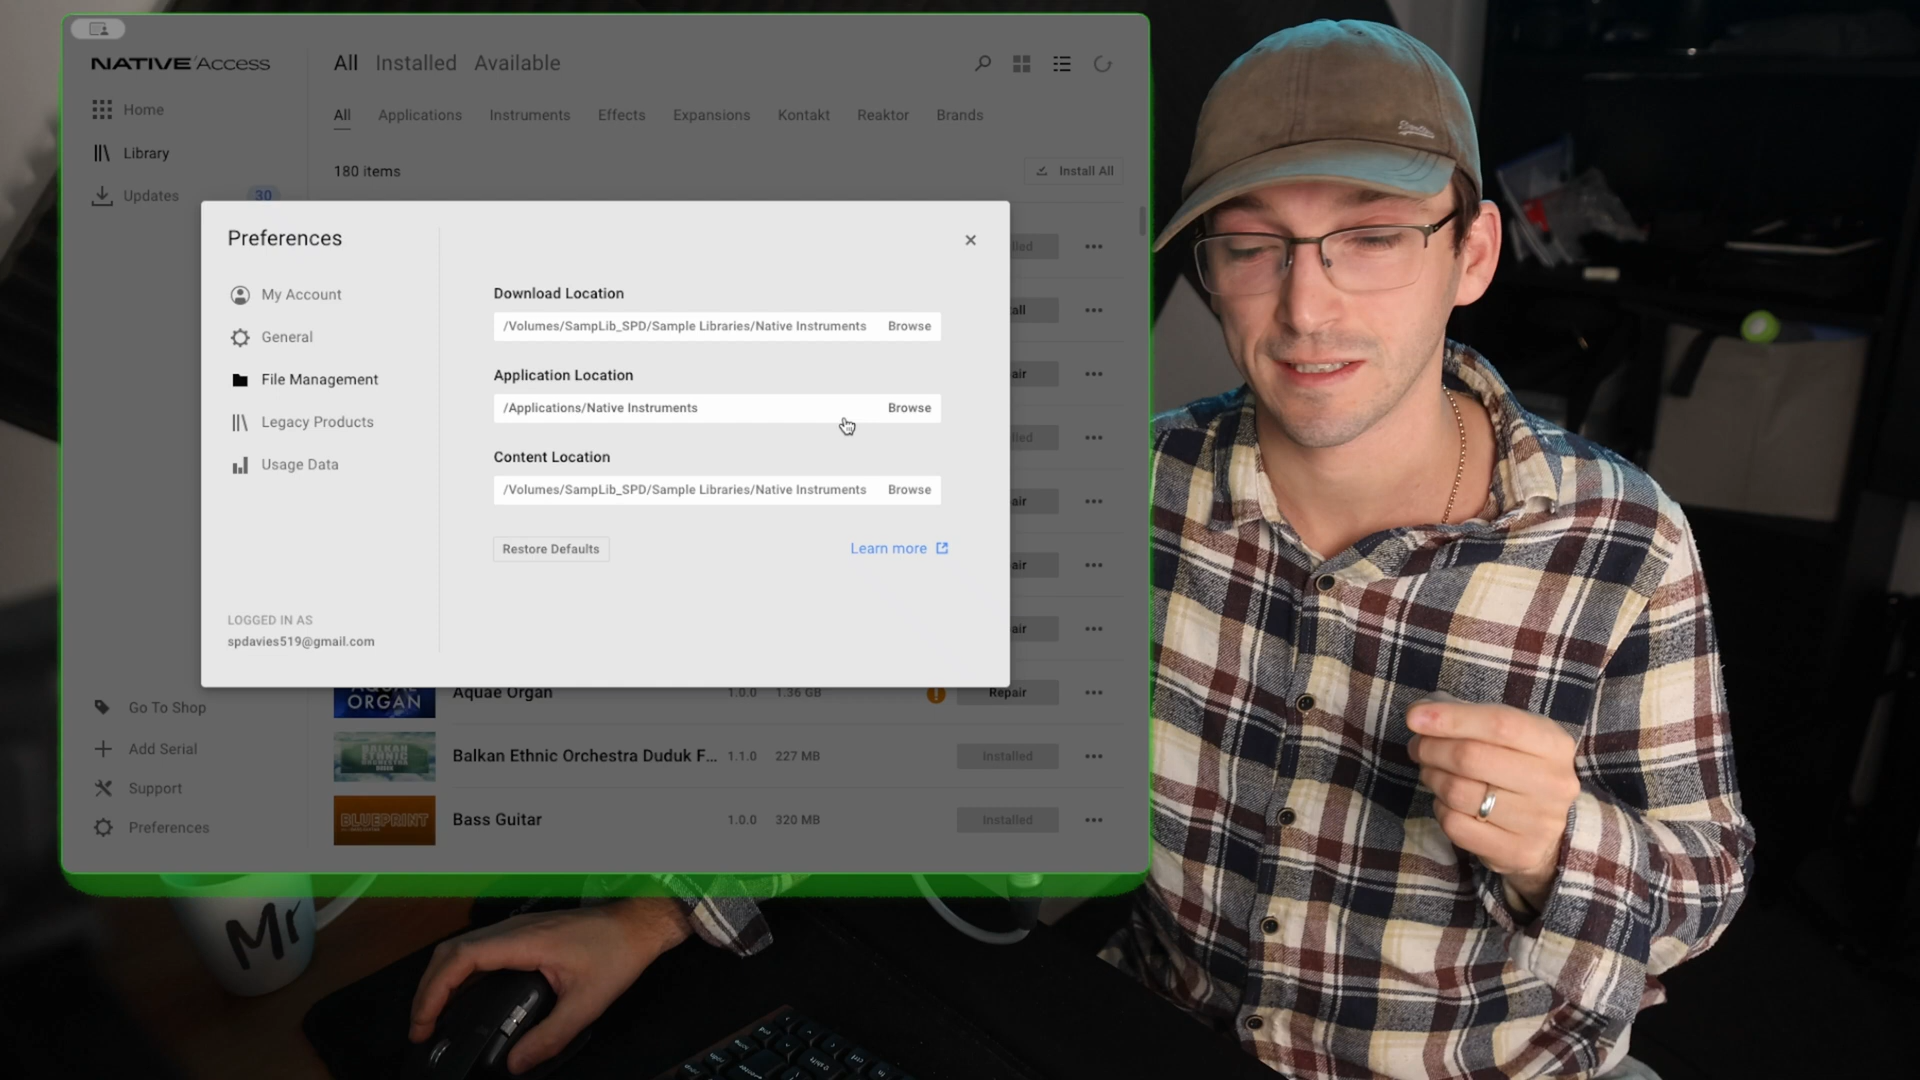 NATIVE Access
All Installed Available
Home
All Applications Instruments Effects Expansions Kontakt Reaktor Brands
Library
180 items
Install All
Updates 30
Preferences
My Account
General
File Management
Legacy Products
Usage Data
LOGGED IN AS
spdavies519@gmail.com
Download Location
/Volumes/SampLib_SPD/Sample Libraries/Native Instruments Browse
Application Location
/Applications/Native Instruments Browse
Content Location
/Volumes/SampLib_SPD/Sample Libraries/Native Instruments Browse
Restore Defaults
Learn more
ORGAN
Aquae Organ 1.0.0 1.36 GB Repair
BALKAN ETHNIC ORCHESTRA
Balkan Ethnic Orchestra Duduk F... 1.1.0 227 MB Installed
BLUEPRINT
Bass Guitar 1.0.0 320 MB Installed
Go To Shop
Add Serial
Support
Preferences
Mr